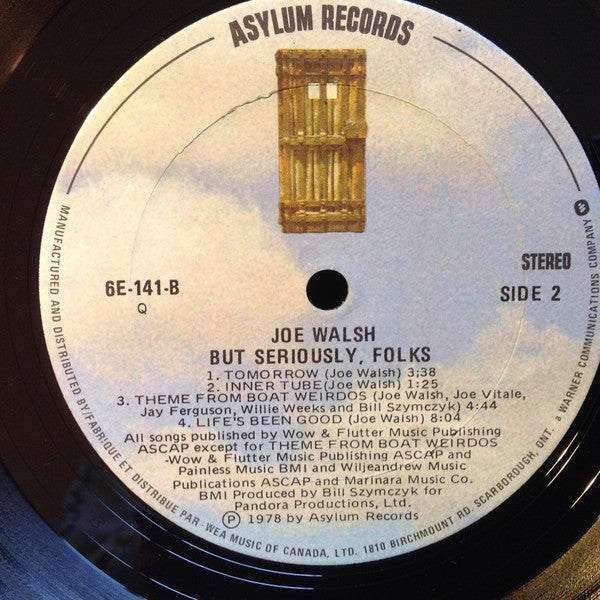 ASYLUM RECORDS
6E-141-B
Q
STEREO
SIDE 2
JOE WALSH
BUT SERIOUSLY, FOLKS
1. TOMORROW (Joe Walsh) 3:38
2. INNER TUBE (Joe Walsh) 1:25
3. THEME FROM BOAT WEIRDOS (Joe Walsh, Joe Vitale,
Jay Ferguson, Willie Weeks and Bill Szymczyk) 4:44
4. LIFE'S BEEN GOOD (Joe Walsh) 8:04
All songs published by Wow & Flutter Music Publishing
ASCAP except for THEME FROM BOAT WEIRDOS
-Wow & Flutter Music Publishing ASCAP and
Painless Music BMI and Wiljeandrew Music
Publications ASCAP and Marinara Music Co.
BMI Produced by Bill Szymczyk for
Pandora Productions, Ltd.
Ⓟ 1978 by Asylum Records
MANUFACTURED AND DISTRIBUTED BY/FABRIQUE ET DISTRIBUE PAR - WEA MUSIC OF CANADA, LTD. 1810 BIRCHMOUNT RD. SCARBOROUGH, ONT. a WARNER COMMUNICATIONS COMPANY